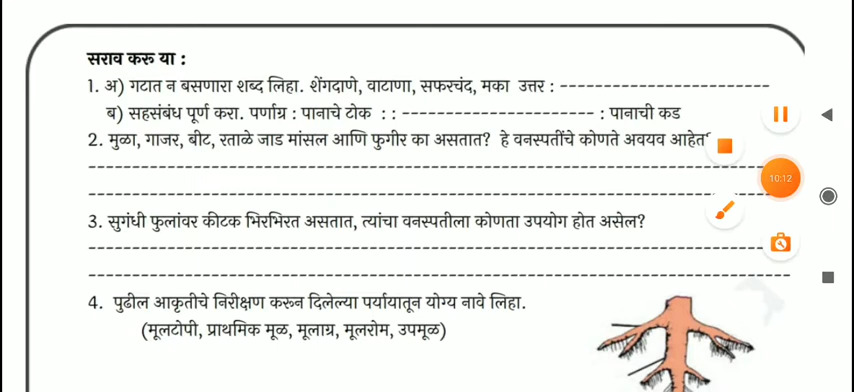 सराव करू या :
1. अ) गटात न बसणारा शब्द लिहा. शेंगदाणे, वाटाणा, सफरचंद, मका उत्तर : --------------------------
ब) सहसंबंध पूर्ण करा. पर्णाग्र : पानाचे टोक : : ------------------------ : पानाची कड
2. मुळा, गाजर, बीट, रताळे जाड मांसल आणि फुगीर का असतात? हे वनस्पतींचे कोणते अवयव आहेत
3. सुगंधी फुलांवर कीटक भिरभिरत असतात, त्यांचा वनस्पतीला कोणता उपयोग होत असेल?
4. पुढील आकृतीचे निरीक्षण करून दिलेल्या पर्यायातून योग्य नावे लिहा.
(मूलटोपी, प्राथमिक मूळ, मूलाग्र, मूलरोम, उपमूळ)
10:12